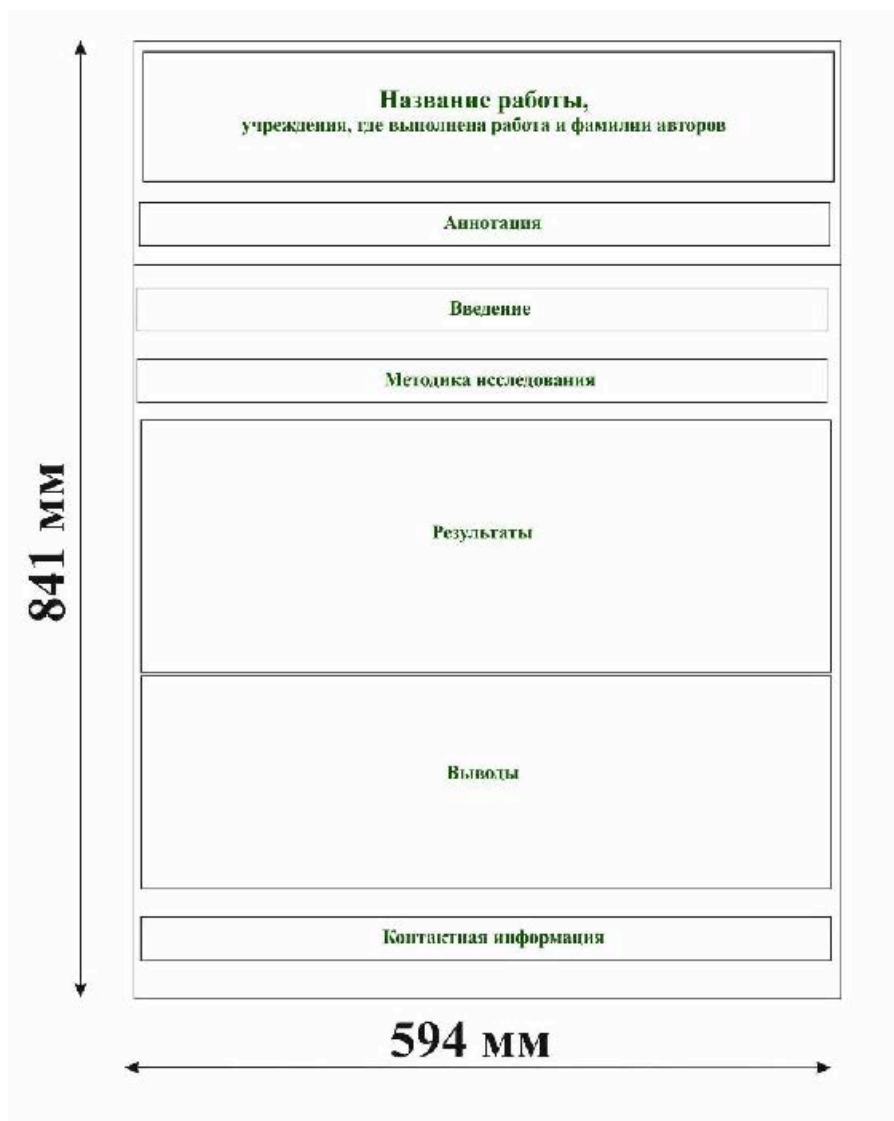 Название работы,
учреждения, где выполнена работа и фамилии авторов
Аннотация
Введение
Методика исследования
Результаты
Выводы
Контактная информация
841 мм
594 мм